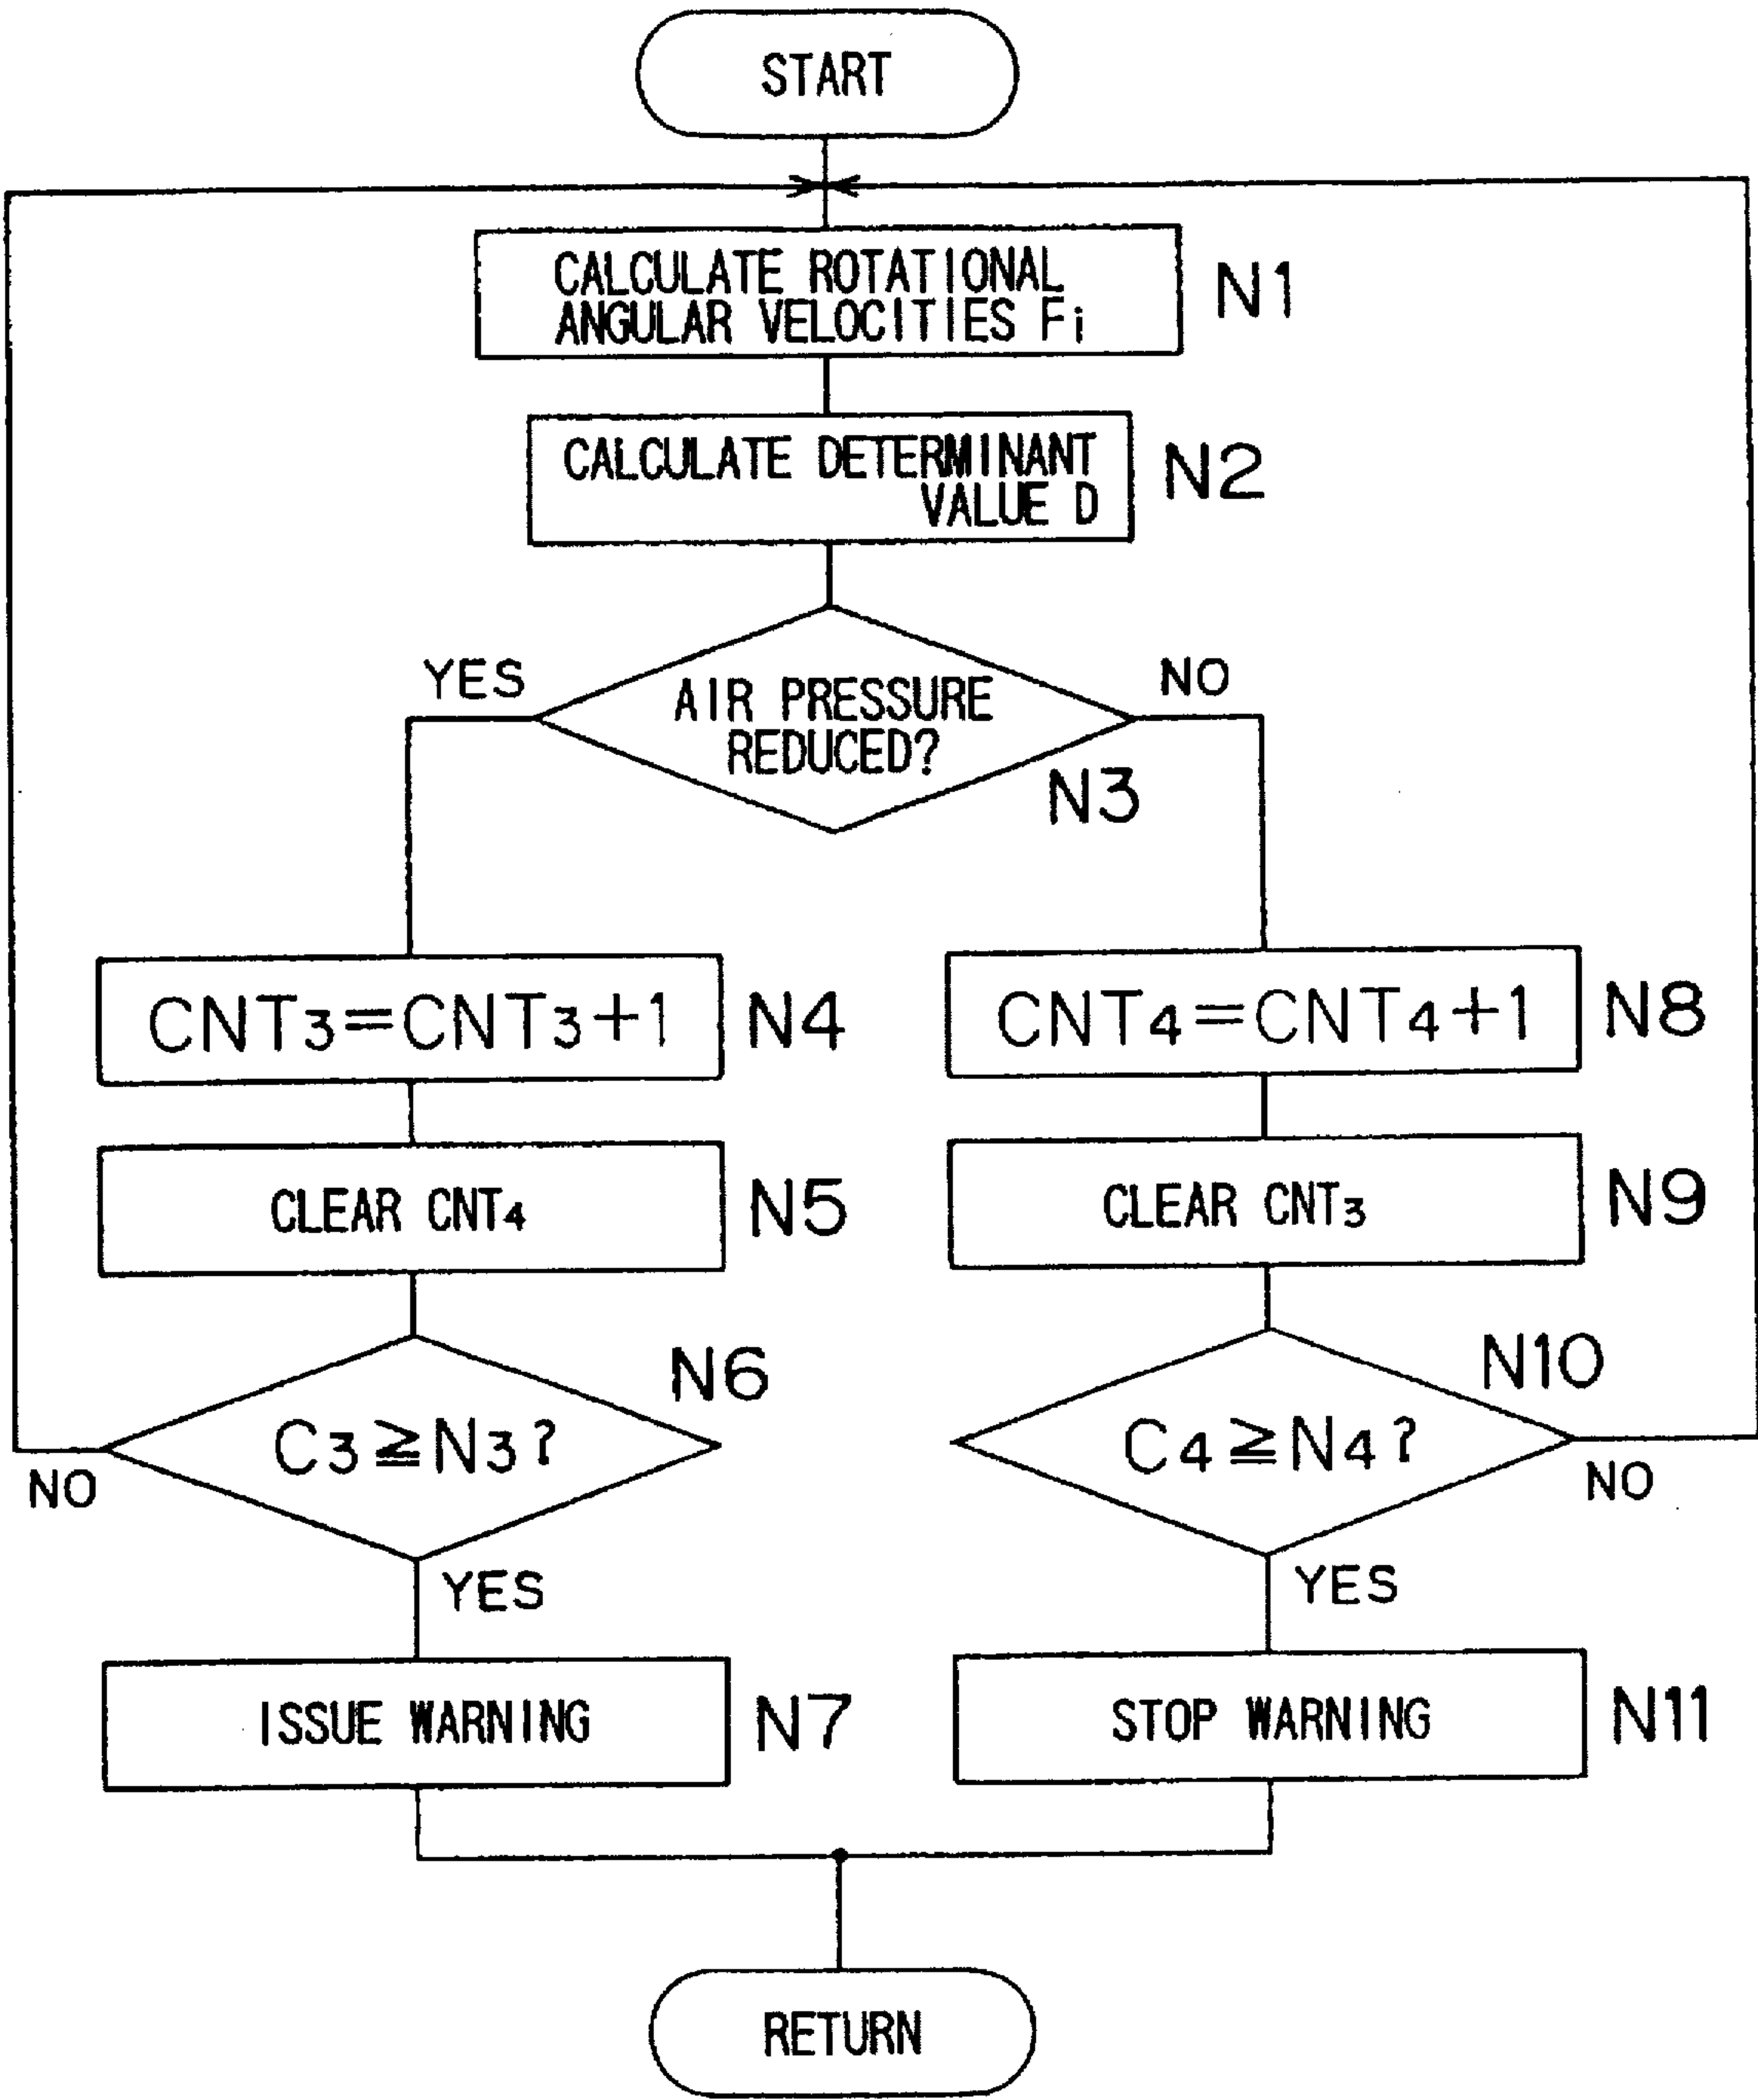 START
CALCULATE ROTATIONAL
ANGULAR VELOCITIES Fi
N1
CALCULATE DETERMINANT
VALUE D
N2
YES
NO
AIR PRESSURE
REDUCED?
N3
CNT₃=CNT₃+1
N4
CNT₄=CNT₄+1
N8
CLEAR CNT₄
N5
CLEAR CNT₃
N9
N6
N10
C₃≧N₃?
C₄≧N₄?
NO
NO
YES
YES
ISSUE WARNING
N7
STOP WARNING
N11
RETURN